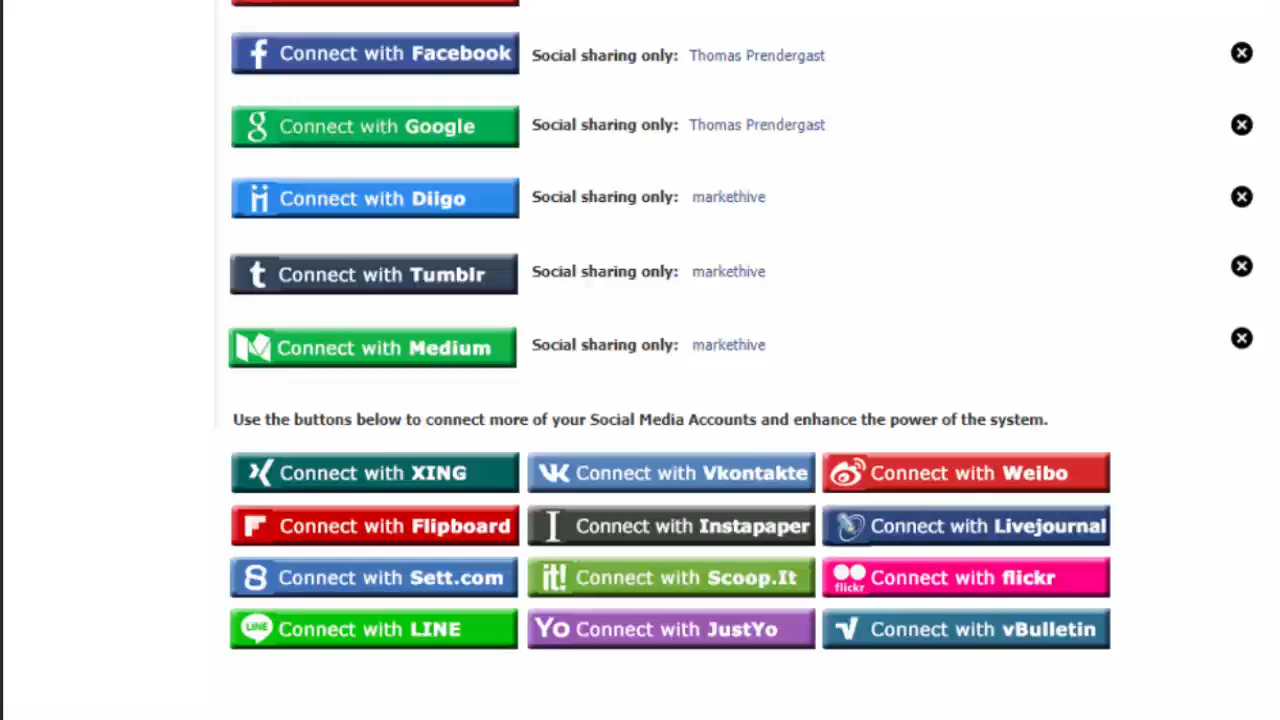 Connect with Facebook Social sharing only: Thomas Prendergast
Connect with Google Social sharing only: Thomas Prendergast
Connect with Diigo Social sharing only: markethive
Connect with Tumblr Social sharing only: markethive
Connect with Medium Social sharing only: markethive
Use the buttons below to connect more of your Social Media Accounts and enhance the power of the system.
Connect with XING Connect with Vkontakte Connect with Weibo
Connect with Flipboard Connect with Instapaper Connect with Livejournal
Connect with Sett.com it! Connect with Scoop.It flickr Connect with flickr
LINE Connect with LINE Yo Connect with JustYo Connect with vBulletin